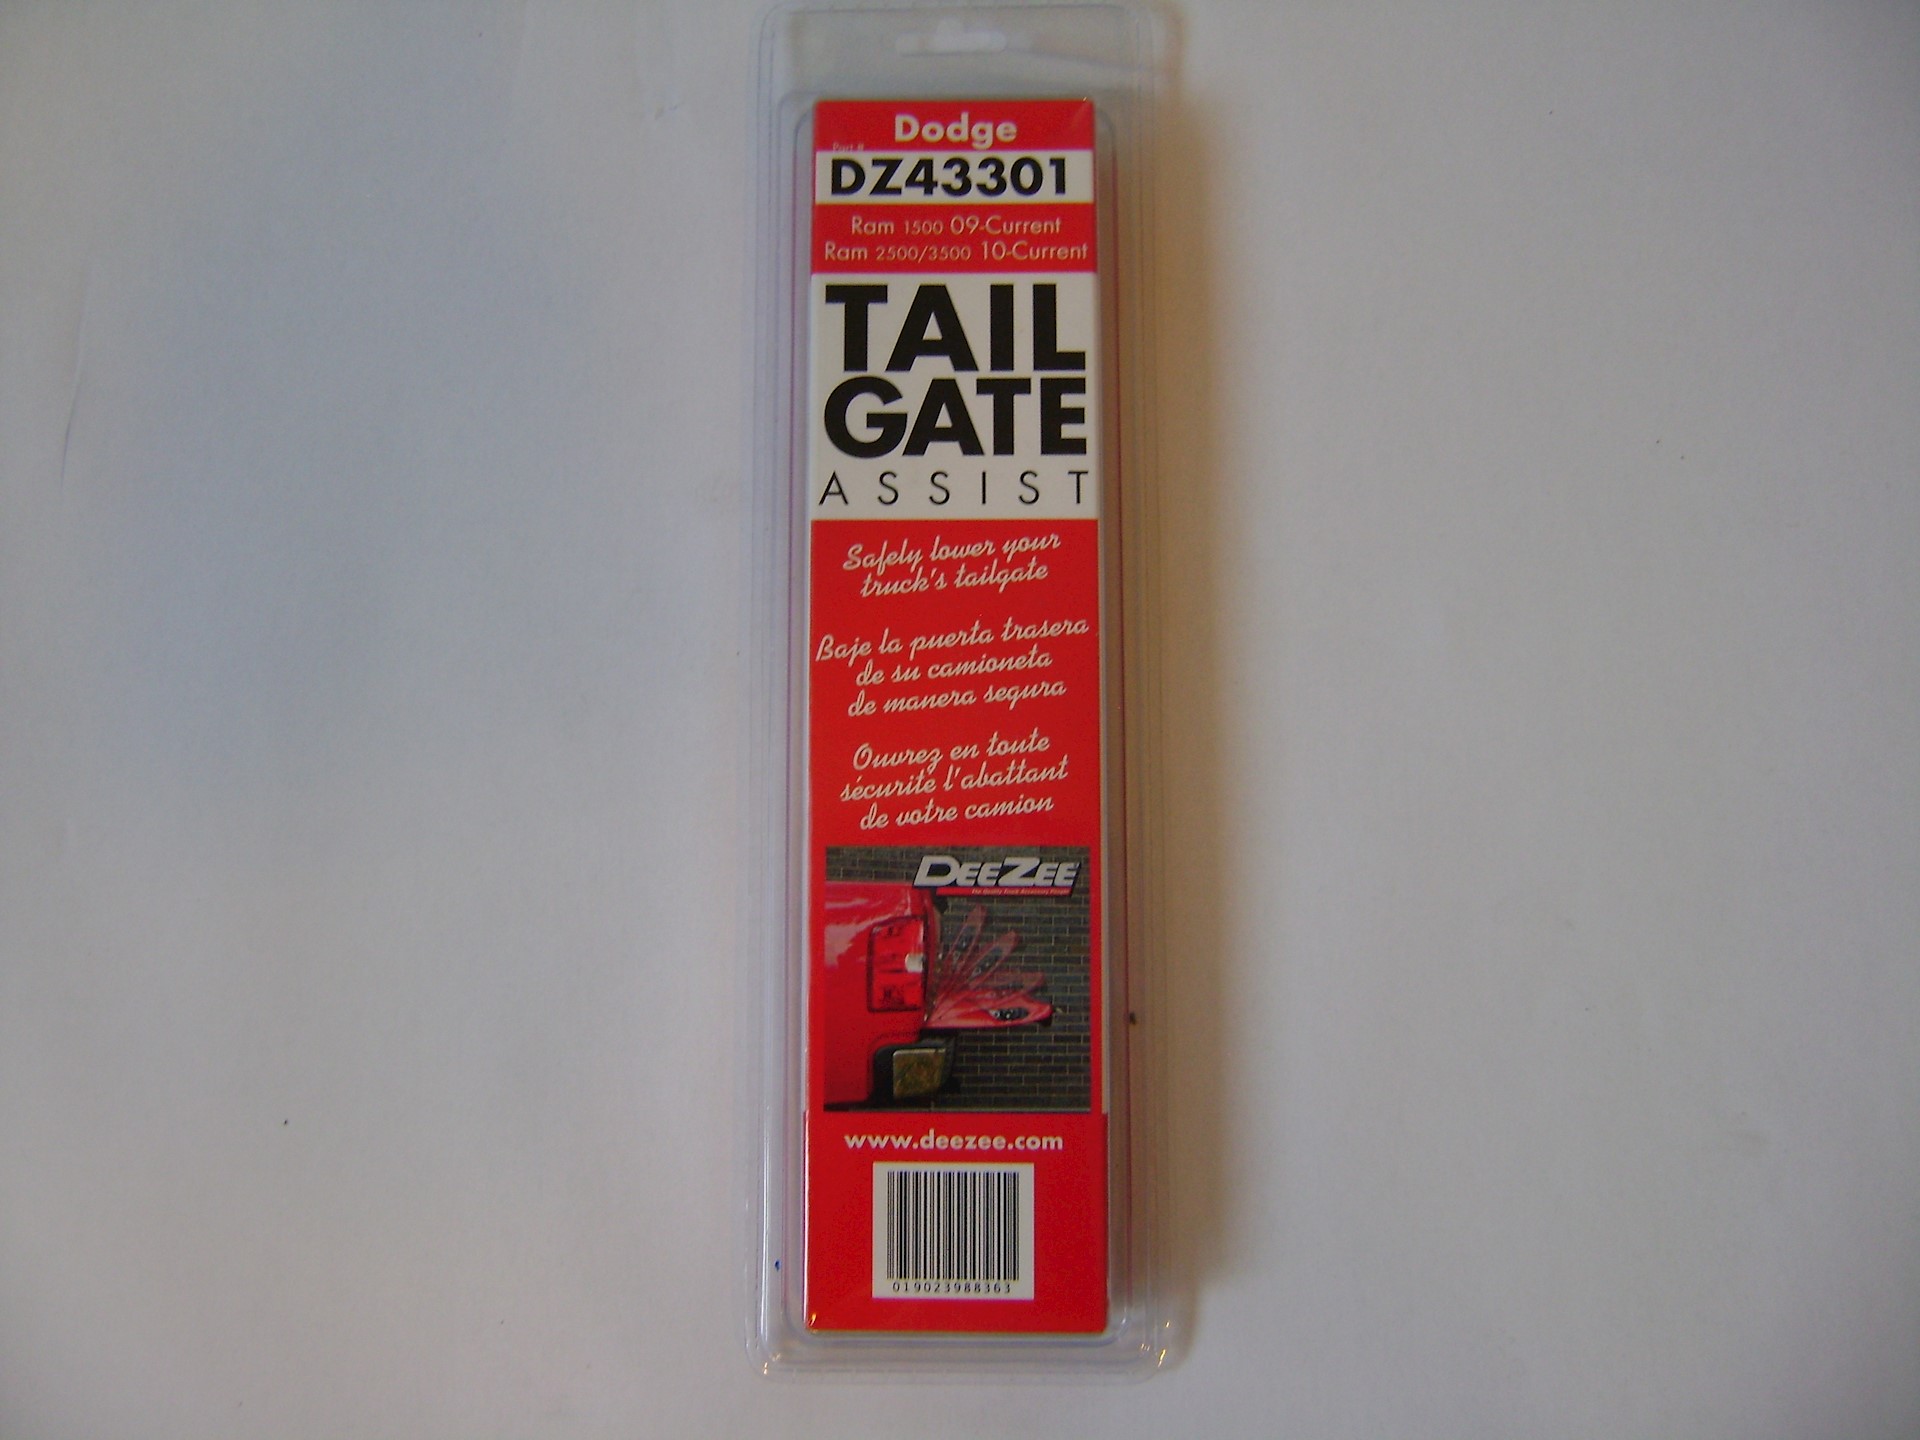 Dodge
Part #
DZ43301
Ram 1500 09-Current
Ram 2500/3500 10-Current
TAIL
GATE
ASSIST
Safely lower your
truck's tailgate
Baje la puerta trasera
de su camioneta
de manera segura
Ouvrez en toute
sécurité l'abattant
de votre camion
DEEZEE
www.deezee.com
019023988363